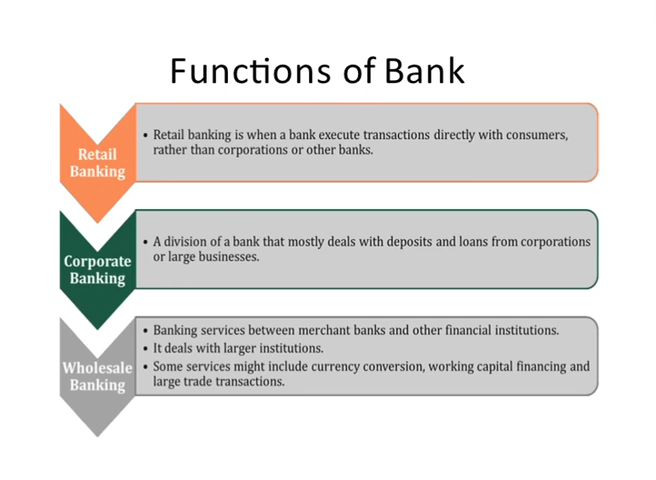 Functions of Bank
Retail
Banking
• Retail banking is when a bank execute transactions directly with consumers,
rather than corporations or other banks.
Corporate
Banking
• A division of a bank that mostly deals with deposits and loans from corporations
or large businesses.
Wholesale
Banking
• Banking services between merchant banks and other financial institutions.
• It deals with larger institutions.
• Some services might include currency conversion, working capital financing and
large trade transactions.